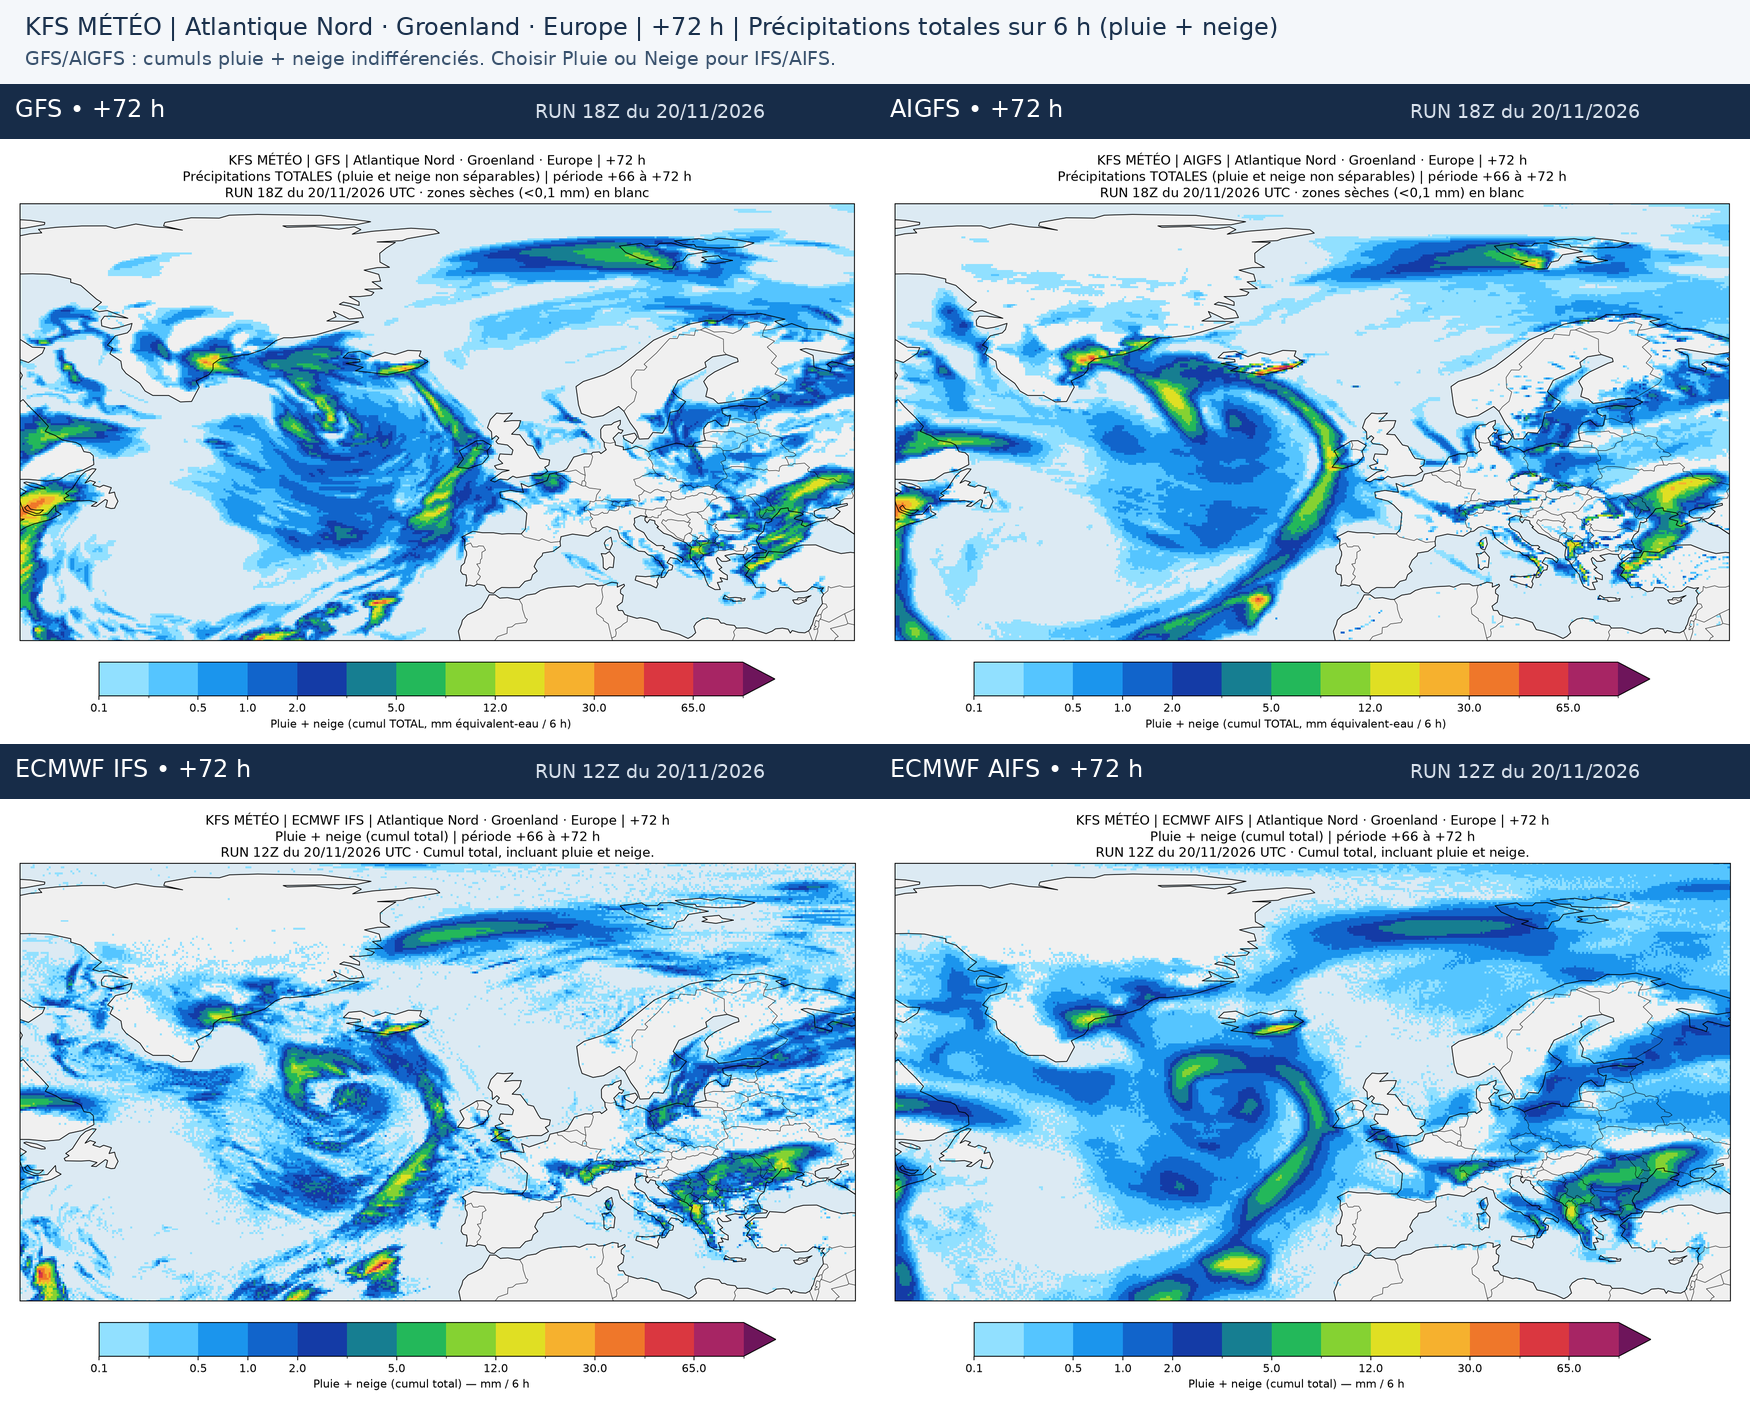 KFS MÉTÉO | Atlantique Nord · Groenland · Europe | +72 h | Précipitations totales sur 6 h (pluie + neige)
GFS/AIGFS : cumuls pluie + neige indifférenciés. Choisir Pluie ou Neige pour IFS/AIFS.
GFS • +72 h
RUN 18Z du 20/11/2026
AIGFS • +72 h
RUN 18Z du 20/11/2026
KFS MÉTÉO | GFS | Atlantique Nord · Groenland · Europe | +72 h
Précipitations TOTALES (pluie et neige non séparables) | période +66 à +72 h
RUN 18Z du 20/11/2026 UTC · zones sèches (<0,1 mm) en blanc
KFS MÉTÉO | AIGFS | Atlantique Nord · Groenland · Europe | +72 h
Précipitations TOTALES (pluie et neige non séparables) | période +66 à +72 h
RUN 18Z du 20/11/2026 UTC · zones sèches (<0,1 mm) en blanc
0.1 0.5 1.0 2.0 5.0 12.0 30.0 65.0
Pluie + neige (cumul TOTAL, mm équivalent-eau / 6 h)
0.1 0.5 1.0 2.0 5.0 12.0 30.0 65.0
Pluie + neige (cumul TOTAL, mm équivalent-eau / 6 h)
ECMWF IFS • +72 h
RUN 12Z du 20/11/2026
ECMWF AIFS • +72 h
RUN 12Z du 20/11/2026
KFS MÉTÉO | ECMWF IFS | Atlantique Nord · Groenland · Europe | +72 h
Pluie + neige (cumul total) | période +66 à +72 h
RUN 12Z du 20/11/2026 UTC · Cumul total, incluant pluie et neige.
KFS MÉTÉO | ECMWF AIFS | Atlantique Nord · Groenland · Europe | +72 h
Pluie + neige (cumul total) | période +66 à +72 h
RUN 12Z du 20/11/2026 UTC · Cumul total, incluant pluie et neige.
0.1 0.5 1.0 2.0 5.0 12.0 30.0 65.0
Pluie + neige (cumul total) — mm / 6 h
0.1 0.5 1.0 2.0 5.0 12.0 30.0 65.0
Pluie + neige (cumul total) — mm / 6 h